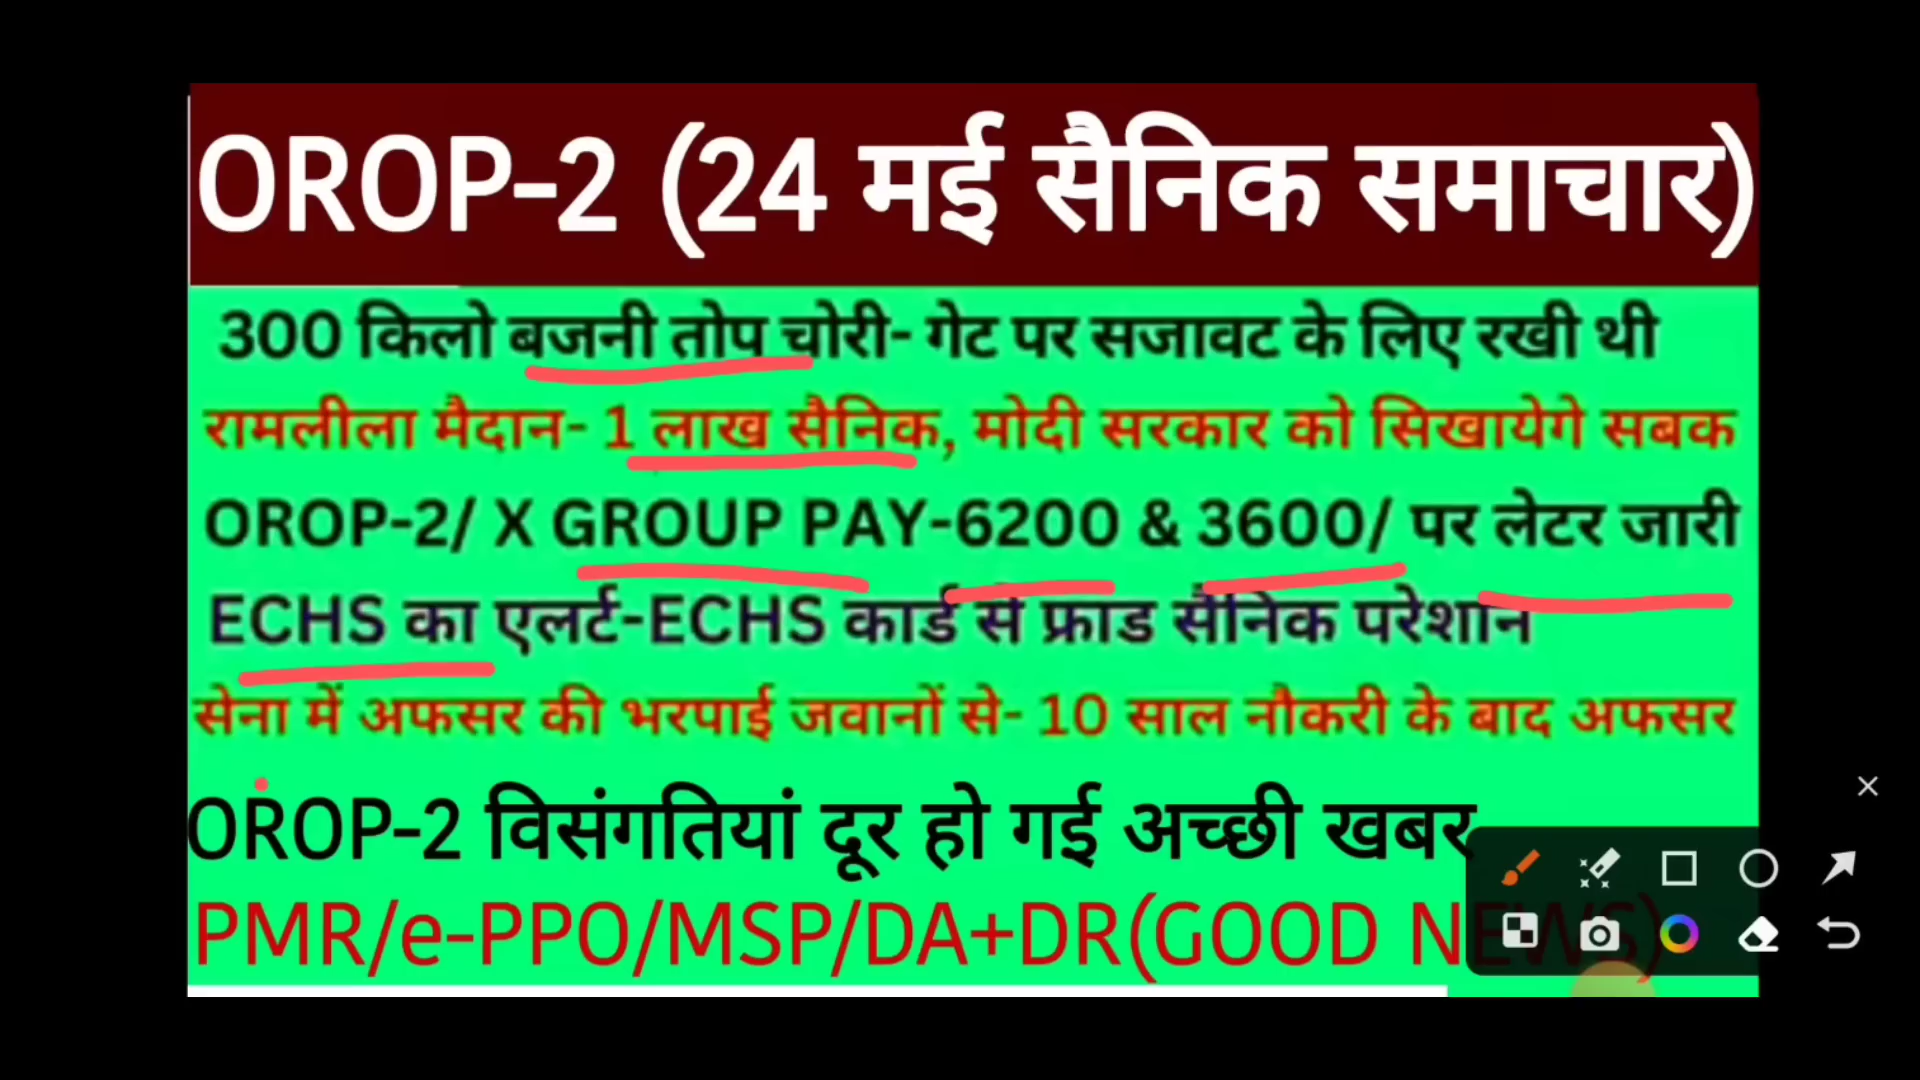 OROP-2 (24 मई सैनिक समाचार)
300 किलो बजनी तोप चोरी- गेट पर सजावट के लिए रखी थी
रामलीला मैदान- 1 लाख सैनिक, मोदी सरकार को सिखायेगे सबक
OROP-2/ X GROUP PAY-6200 & 3600/ पर लेटर जारी
ECHS का एलर्ट-ECHS कार्ड से फ्राड सैनिक परेशान
सेना में अफसर की भरपाई जवानों से- 10 साल नौकरी के बाद अफसर
OROP-2 विसंगतियां दूर हो गई अच्छी खबर
PMR/e-PPO/MSP/DA+DR(GOOD NEWS)